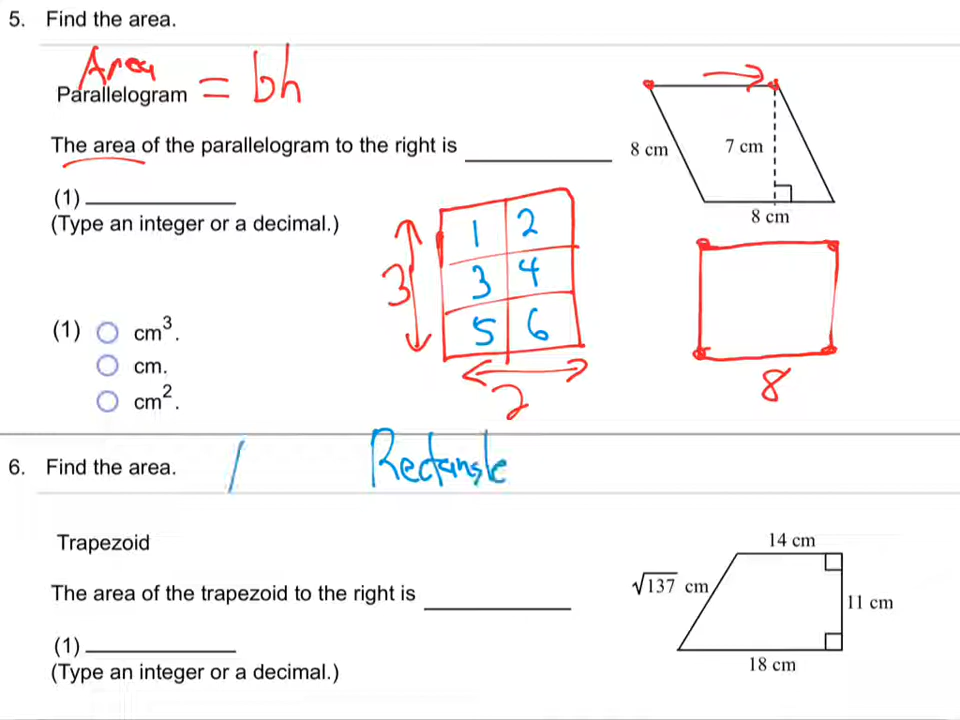 5. Find the area.
Area
Parallelogram = bh
The area of the parallelogram to the right is
8 cm
7 cm
8 cm
(1)
(Type an integer or a decimal.)
1 2
3 4
5 6
3
2
8
(1) cm³.
cm.
cm².
6. Find the area.
Rectangle
Trapezoid
The area of the trapezoid to the right is
14 cm
√137 cm
11 cm
18 cm
(1)
(Type an integer or a decimal.)